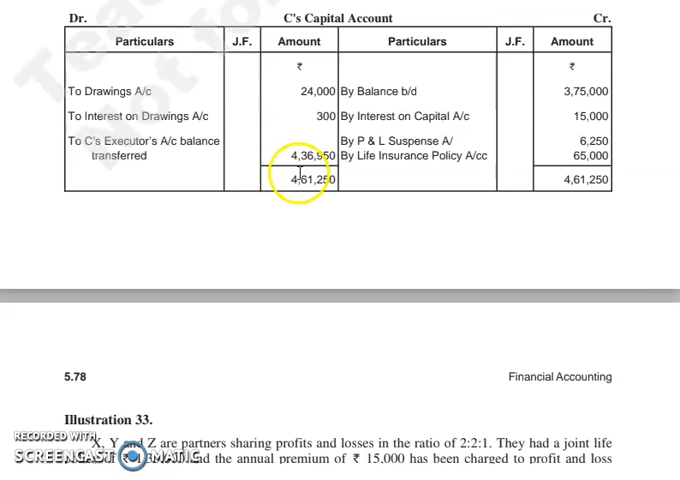 Dr. C's Capital Account Cr.
Particulars J.F. Amount Particulars J.F. Amount
₹ ₹
To Drawings A/c 24,000 By Balance b/d 3,75,000
To Interest on Drawings A/c 300 By Interest on Capital A/c 15,000
To C's Executor's A/c balance By P & L Suspense A/ 6,250
transferred 4,36,950 By Life Insurance Policy A/cc 65,000
4,61,250 4,61,250
5.78 Financial Accounting
Illustration 33.
X, Y and Z are partners sharing profits and losses in the ratio of 2:2:1. They had a joint life
and the annual premium of ₹ 15,000 has been charged to profit and loss
RECORDED WITH
SCREENCAST MATIC